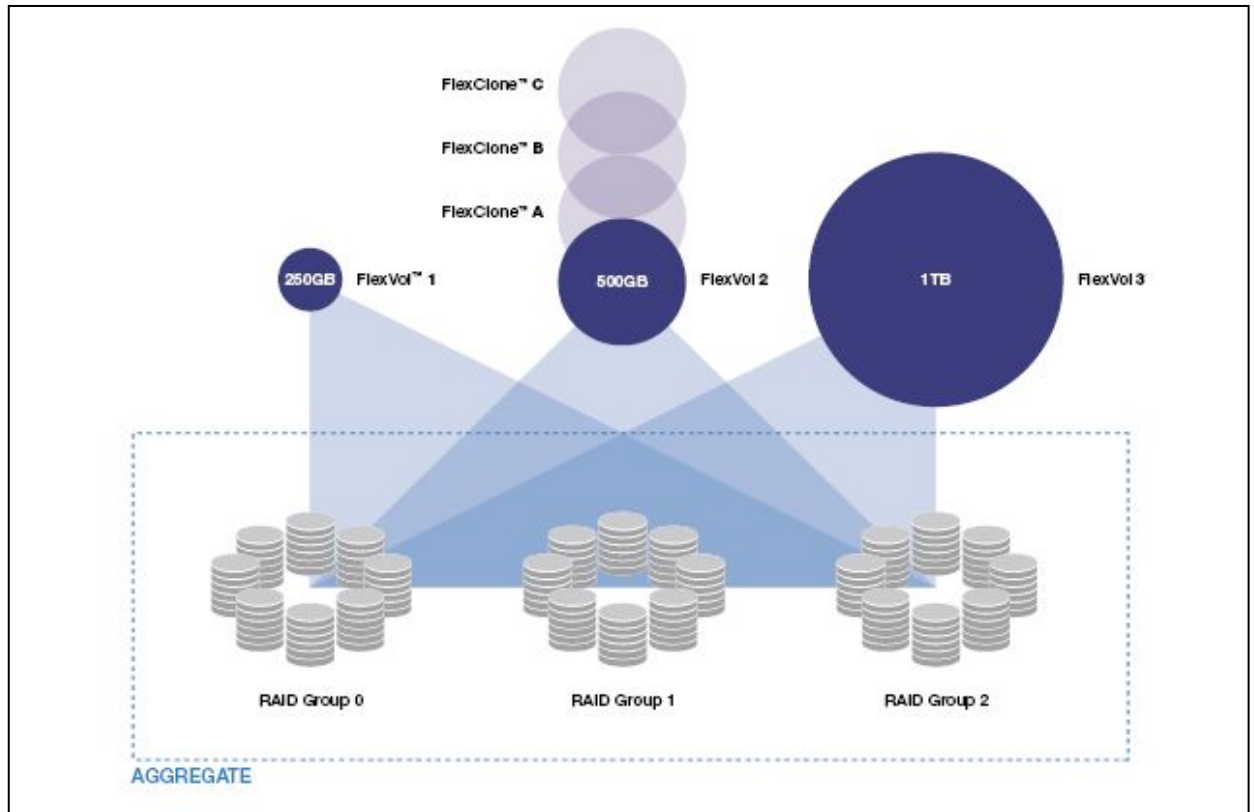 FlexClone™ C
FlexClone™ B
FlexClone™ A
250GB
FlexVol™ 1
500GB
FlexVol 2
1TB
FlexVol 3
RAID Group 0
RAID Group 1
RAID Group 2
AGGREGATE